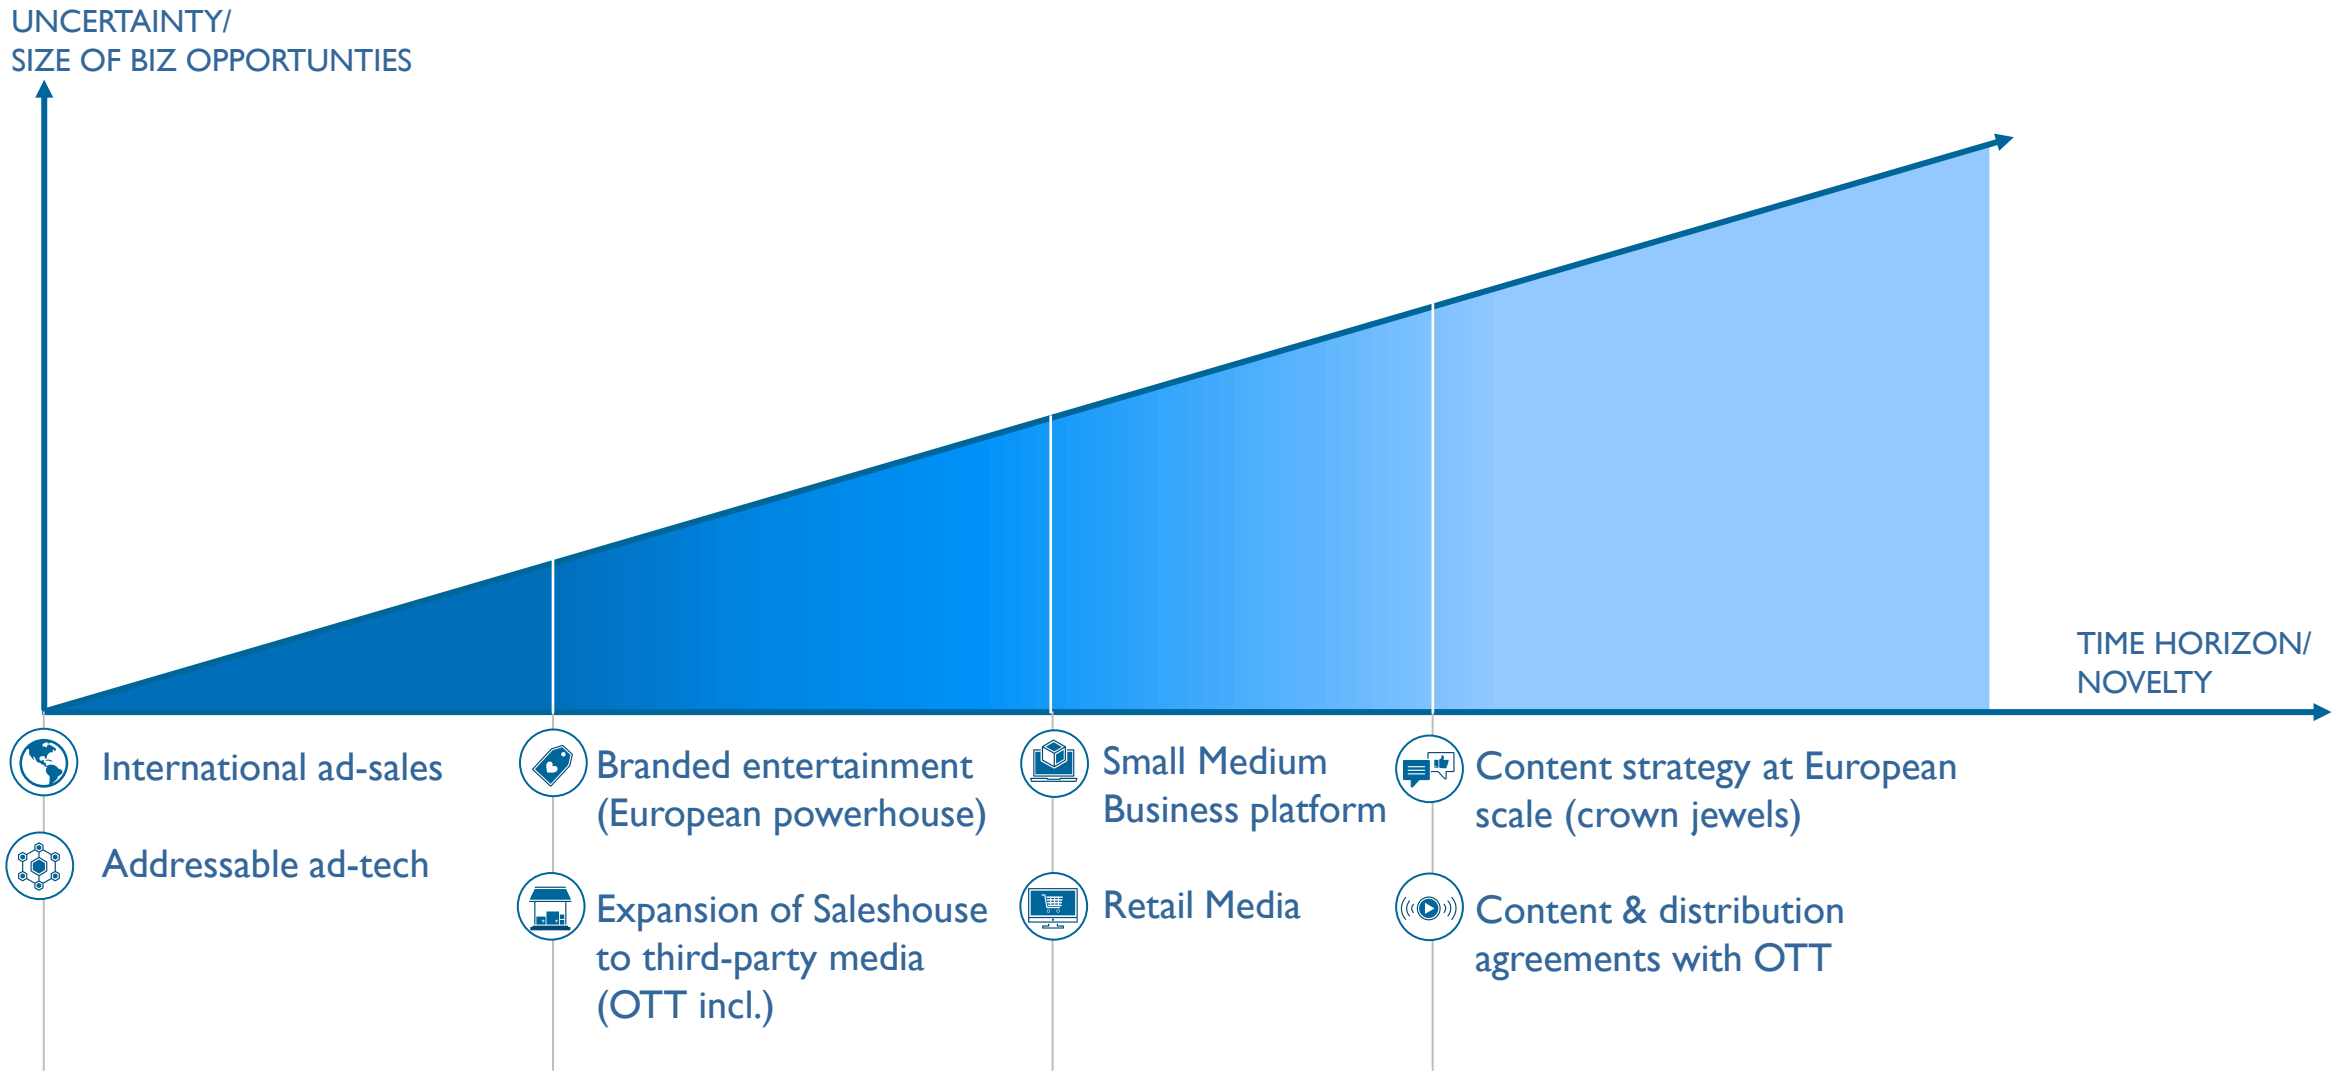 UNCERTAINTY/
SIZE OF BIZ OPPORTUNTIES
TIME HORIZON/
NOVELTY
International ad-sales
Addressable ad-tech
Branded entertainment
(European powerhouse)
Expansion of Saleshouse
to third-party media
(OTT incl.)
Small Medium
Business platform
Retail Media
Content strategy at European
scale (crown jewels)
Content & distribution
agreements with OTT